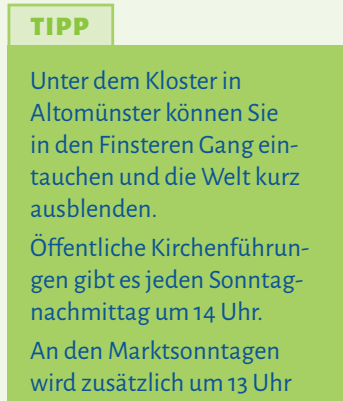 TIPP
Unter dem Kloster in
Altomünster können Sie
in den Finsteren Gang ein-
tauchen und die Welt kurz
ausblenden.
Öffentliche Kirchenführun-
gen gibt es jeden Sonntag-
nachmittag um 14 Uhr.
An den Marktsonntagen
wird zusätzlich um 13 Uhr